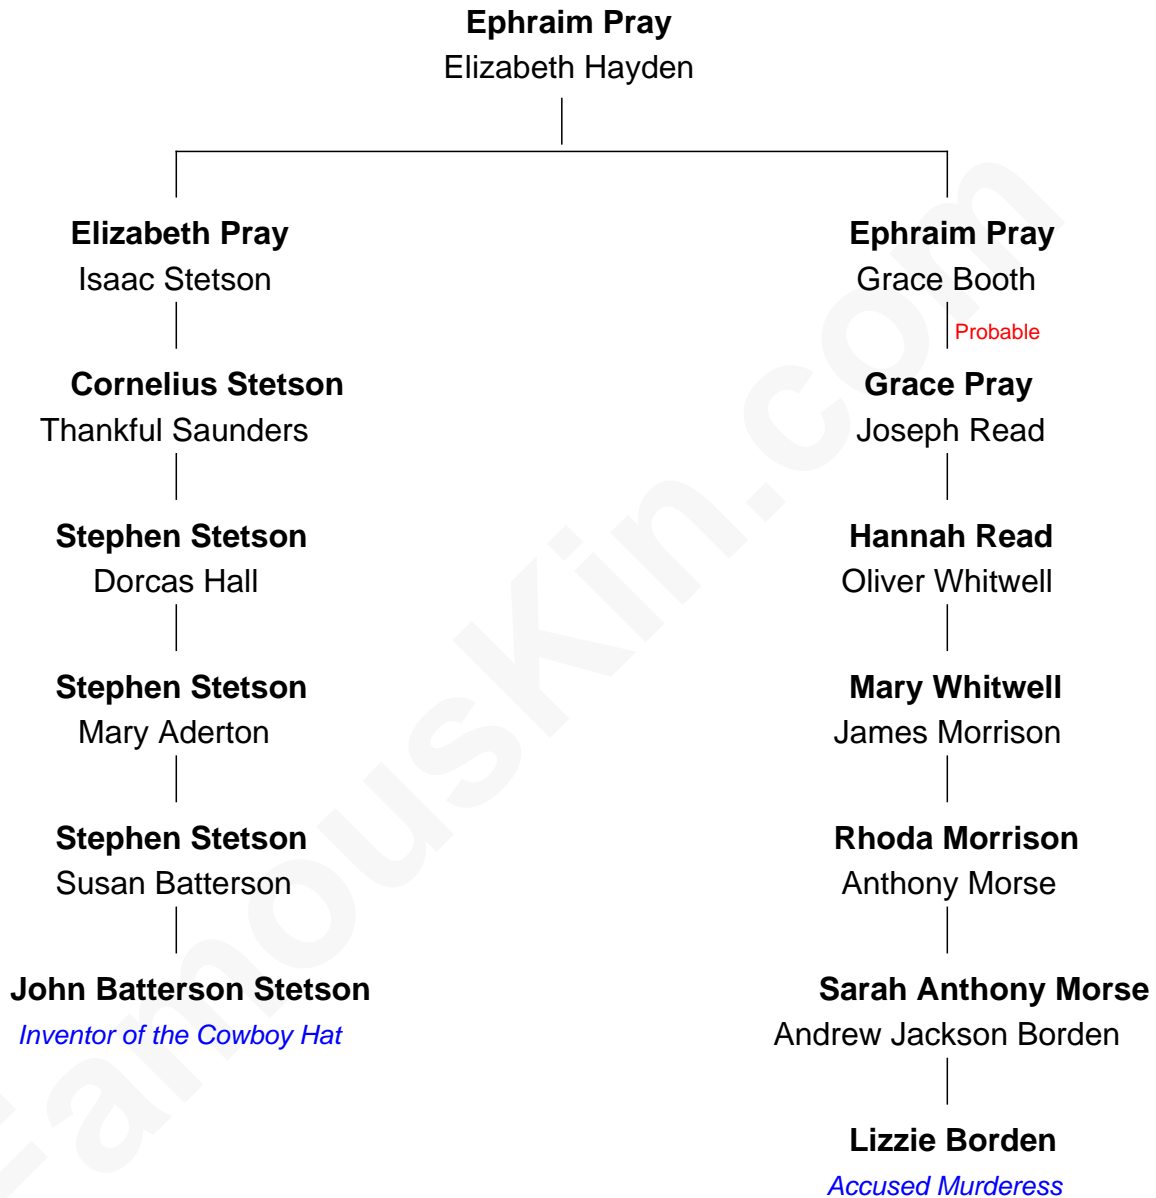 Ephraim Pray
Elizabeth Hayden
Elizabeth Pray
Isaac Stetson
Cornelius Stetson
Thankful Saunders
Stephen Stetson
Dorcas Hall
Stephen Stetson
Mary Aderton
Stephen Stetson
Susan Batterson
John Batterson Stetson
Inventor of the Cowboy Hat
Ephraim Pray
Grace Booth
Probable
Grace Pray
Joseph Read
Hannah Read
Oliver Whitwell
Mary Whitwell
James Morrison
Rhoda Morrison
Anthony Morse
Sarah Anthony Morse
Andrew Jackson Borden
Lizzie Borden
Accused Murderess
FamousKin.com